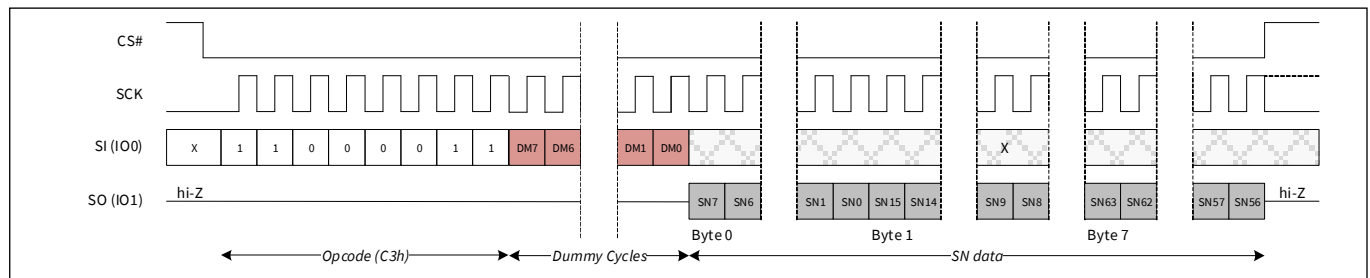 CS#
SCK
SI (IO0) X 1 1 0 0 0 0 1 1 DM7 DM6 DM1 DM0 X
SO (IO1) hi-Z SN7 SN6 SN1 SN0 SN15 SN14 SN9 SN8 SN63 SN62 SN57 SN56 hi-Z
Byte 0 Byte 1 Byte 7
Opcode (C3h) Dummy Cycles SN data